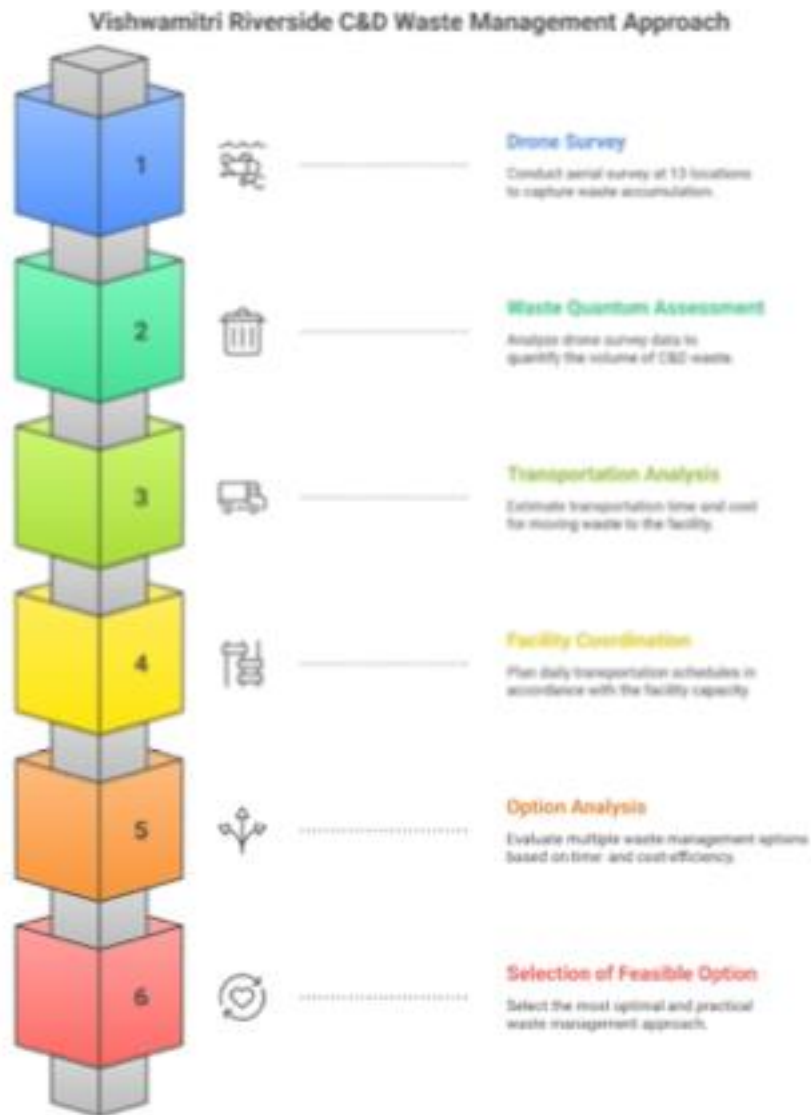 Vishwamitri Riverside C&D Waste Management Approach
1
Drone Survey
Conduct aerial survey at 13 locations
to capture waste accumulation.
2
Waste Quantum Assessment
Analyze drone survey data to
quantify the volume of C&D waste.
3
Transportation Analysis
Estimate transportation time and cost
for moving waste to the facility.
4
Facility Coordination
Plan daily transportation schedules in
accordance with the facility capacity
5
Option Analysis
Evaluate multiple waste management options
based on time and cost-efficiency.
6
Selection of Feasible Option
Select the most optimal and practical
waste management approach.